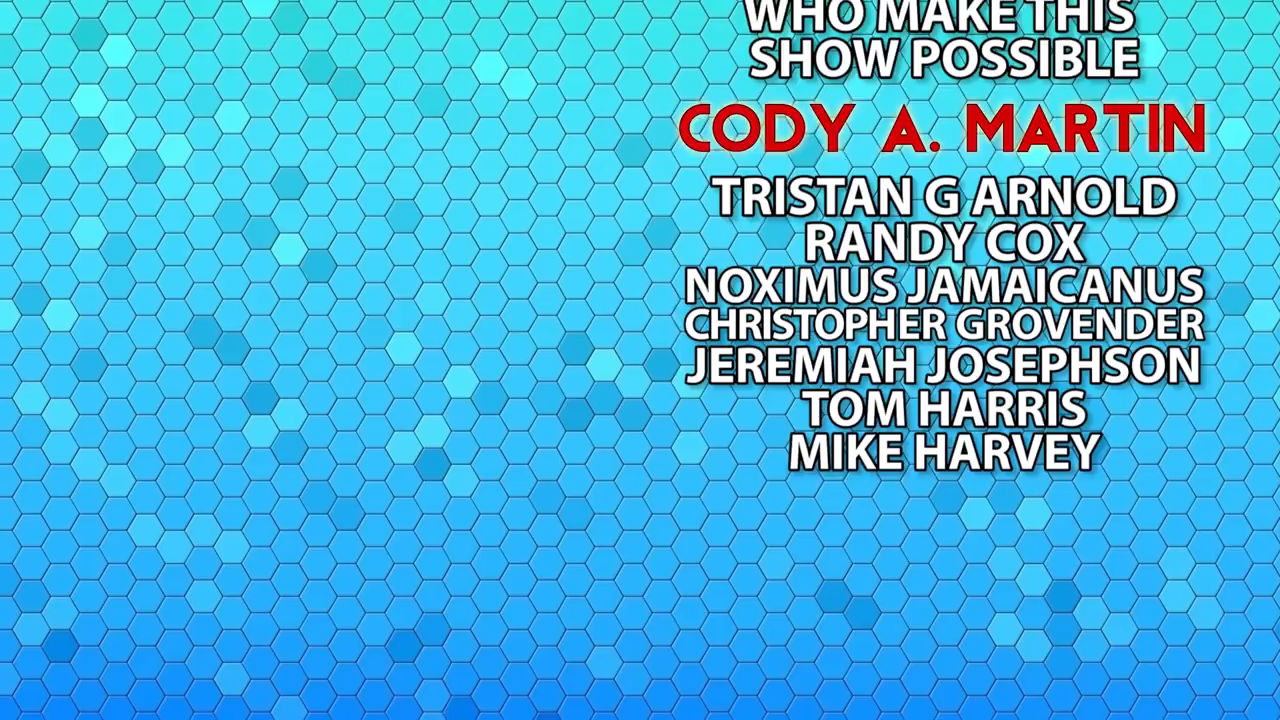 WHO MAKE THIS
SHOW POSSIBLE
CODY A. MARTIN
TRISTAN G ARNOLD
RANDY COX
NOXIMUS JAMAICANUS
CHRISTOPHER GROVENDER
JEREMIAH JOSEPHSON
TOM HARRIS
MIKE HARVEY